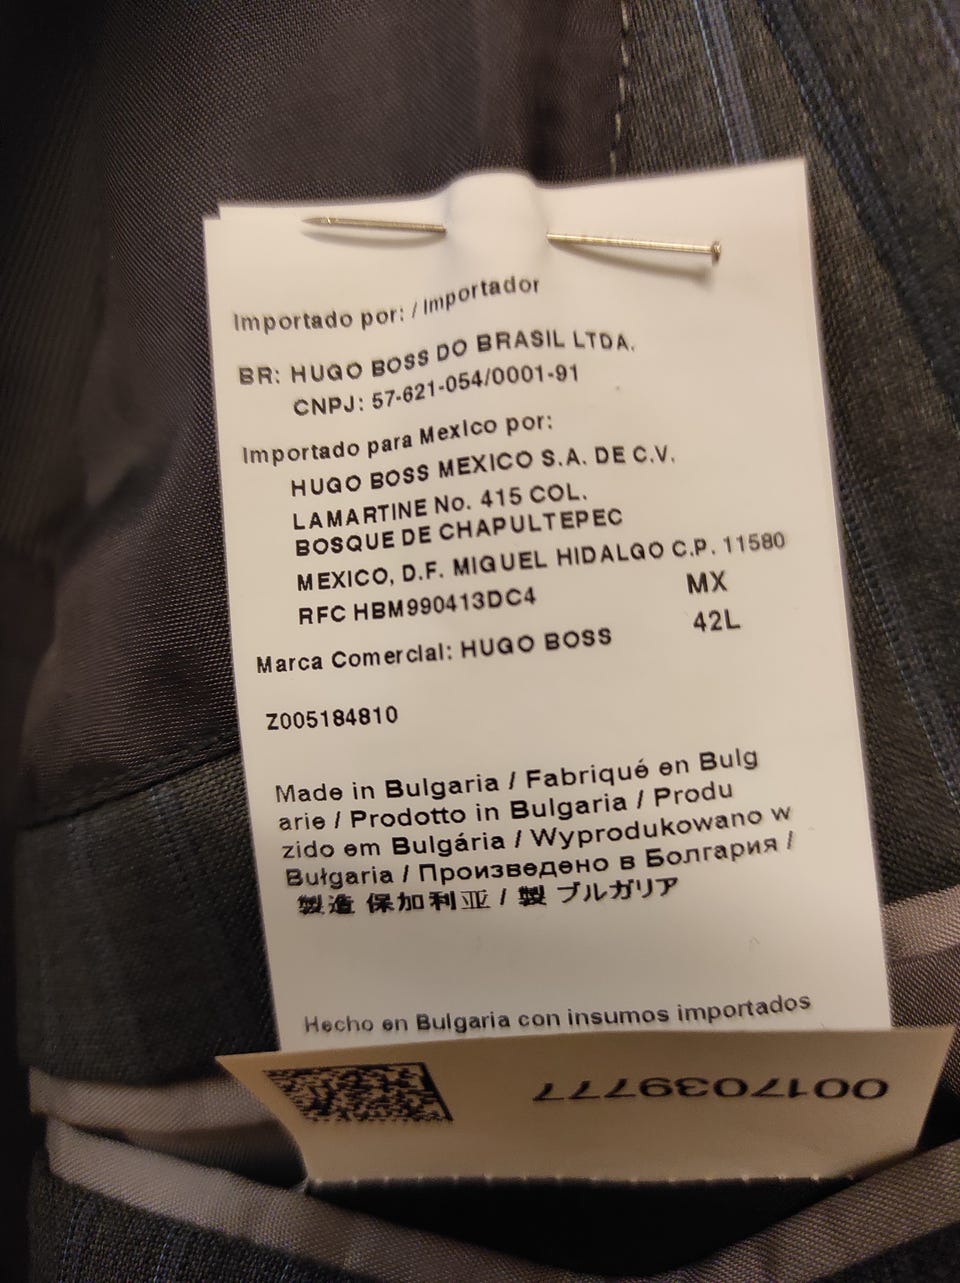 Importado por: / Importador
BR: HUGO BOSS DO BRASIL LTDA.
CNPJ: 57-621-054/0001-91
Importado para Mexico por:
HUGO BOSS MEXICO S.A. DE C.V.
LAMARTINE No. 415 COL.
BOSQUE DE CHAPULTEPEC
MEXICO, D.F. MIGUEL HIDALGO C.P. 11580
RFC HBM990413DC4 MX
42L
Marca Comercial: HUGO BOSS
Z005184810
Made in Bulgaria / Fabriqué en Bulg
arie / Prodotto in Bulgaria / Produ
zido em Bulgária / Wyprodukowano w
Bułgaria / Произведено в Болгария /
製造 保加利亚 / 製 ブルガリア
Hecho en Bulgaria con insumos importados
0017039777